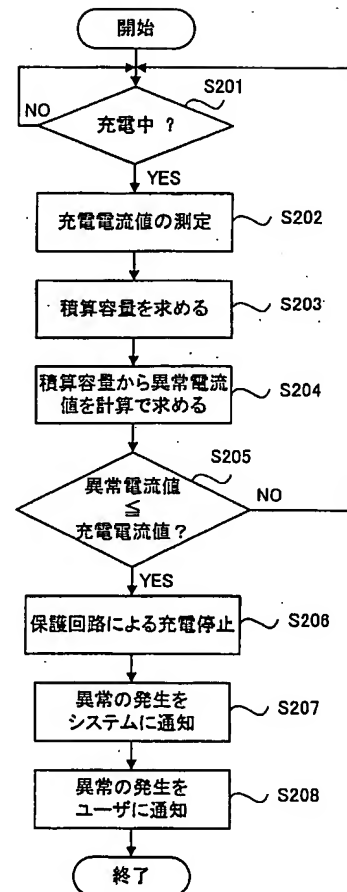 開始
S201
NO
充電中 ?
YES
充電電流値の測定
S202
積算容量を求める
S203
積算容量から異常電流
値を計算で求める
S204
S205
異常電流値
≦
充電電流値?
NO
YES
保護回路による充電停止
S206
異常の発生を
システムに通知
S207
異常の発生を
ユーザに通知
S208
終了